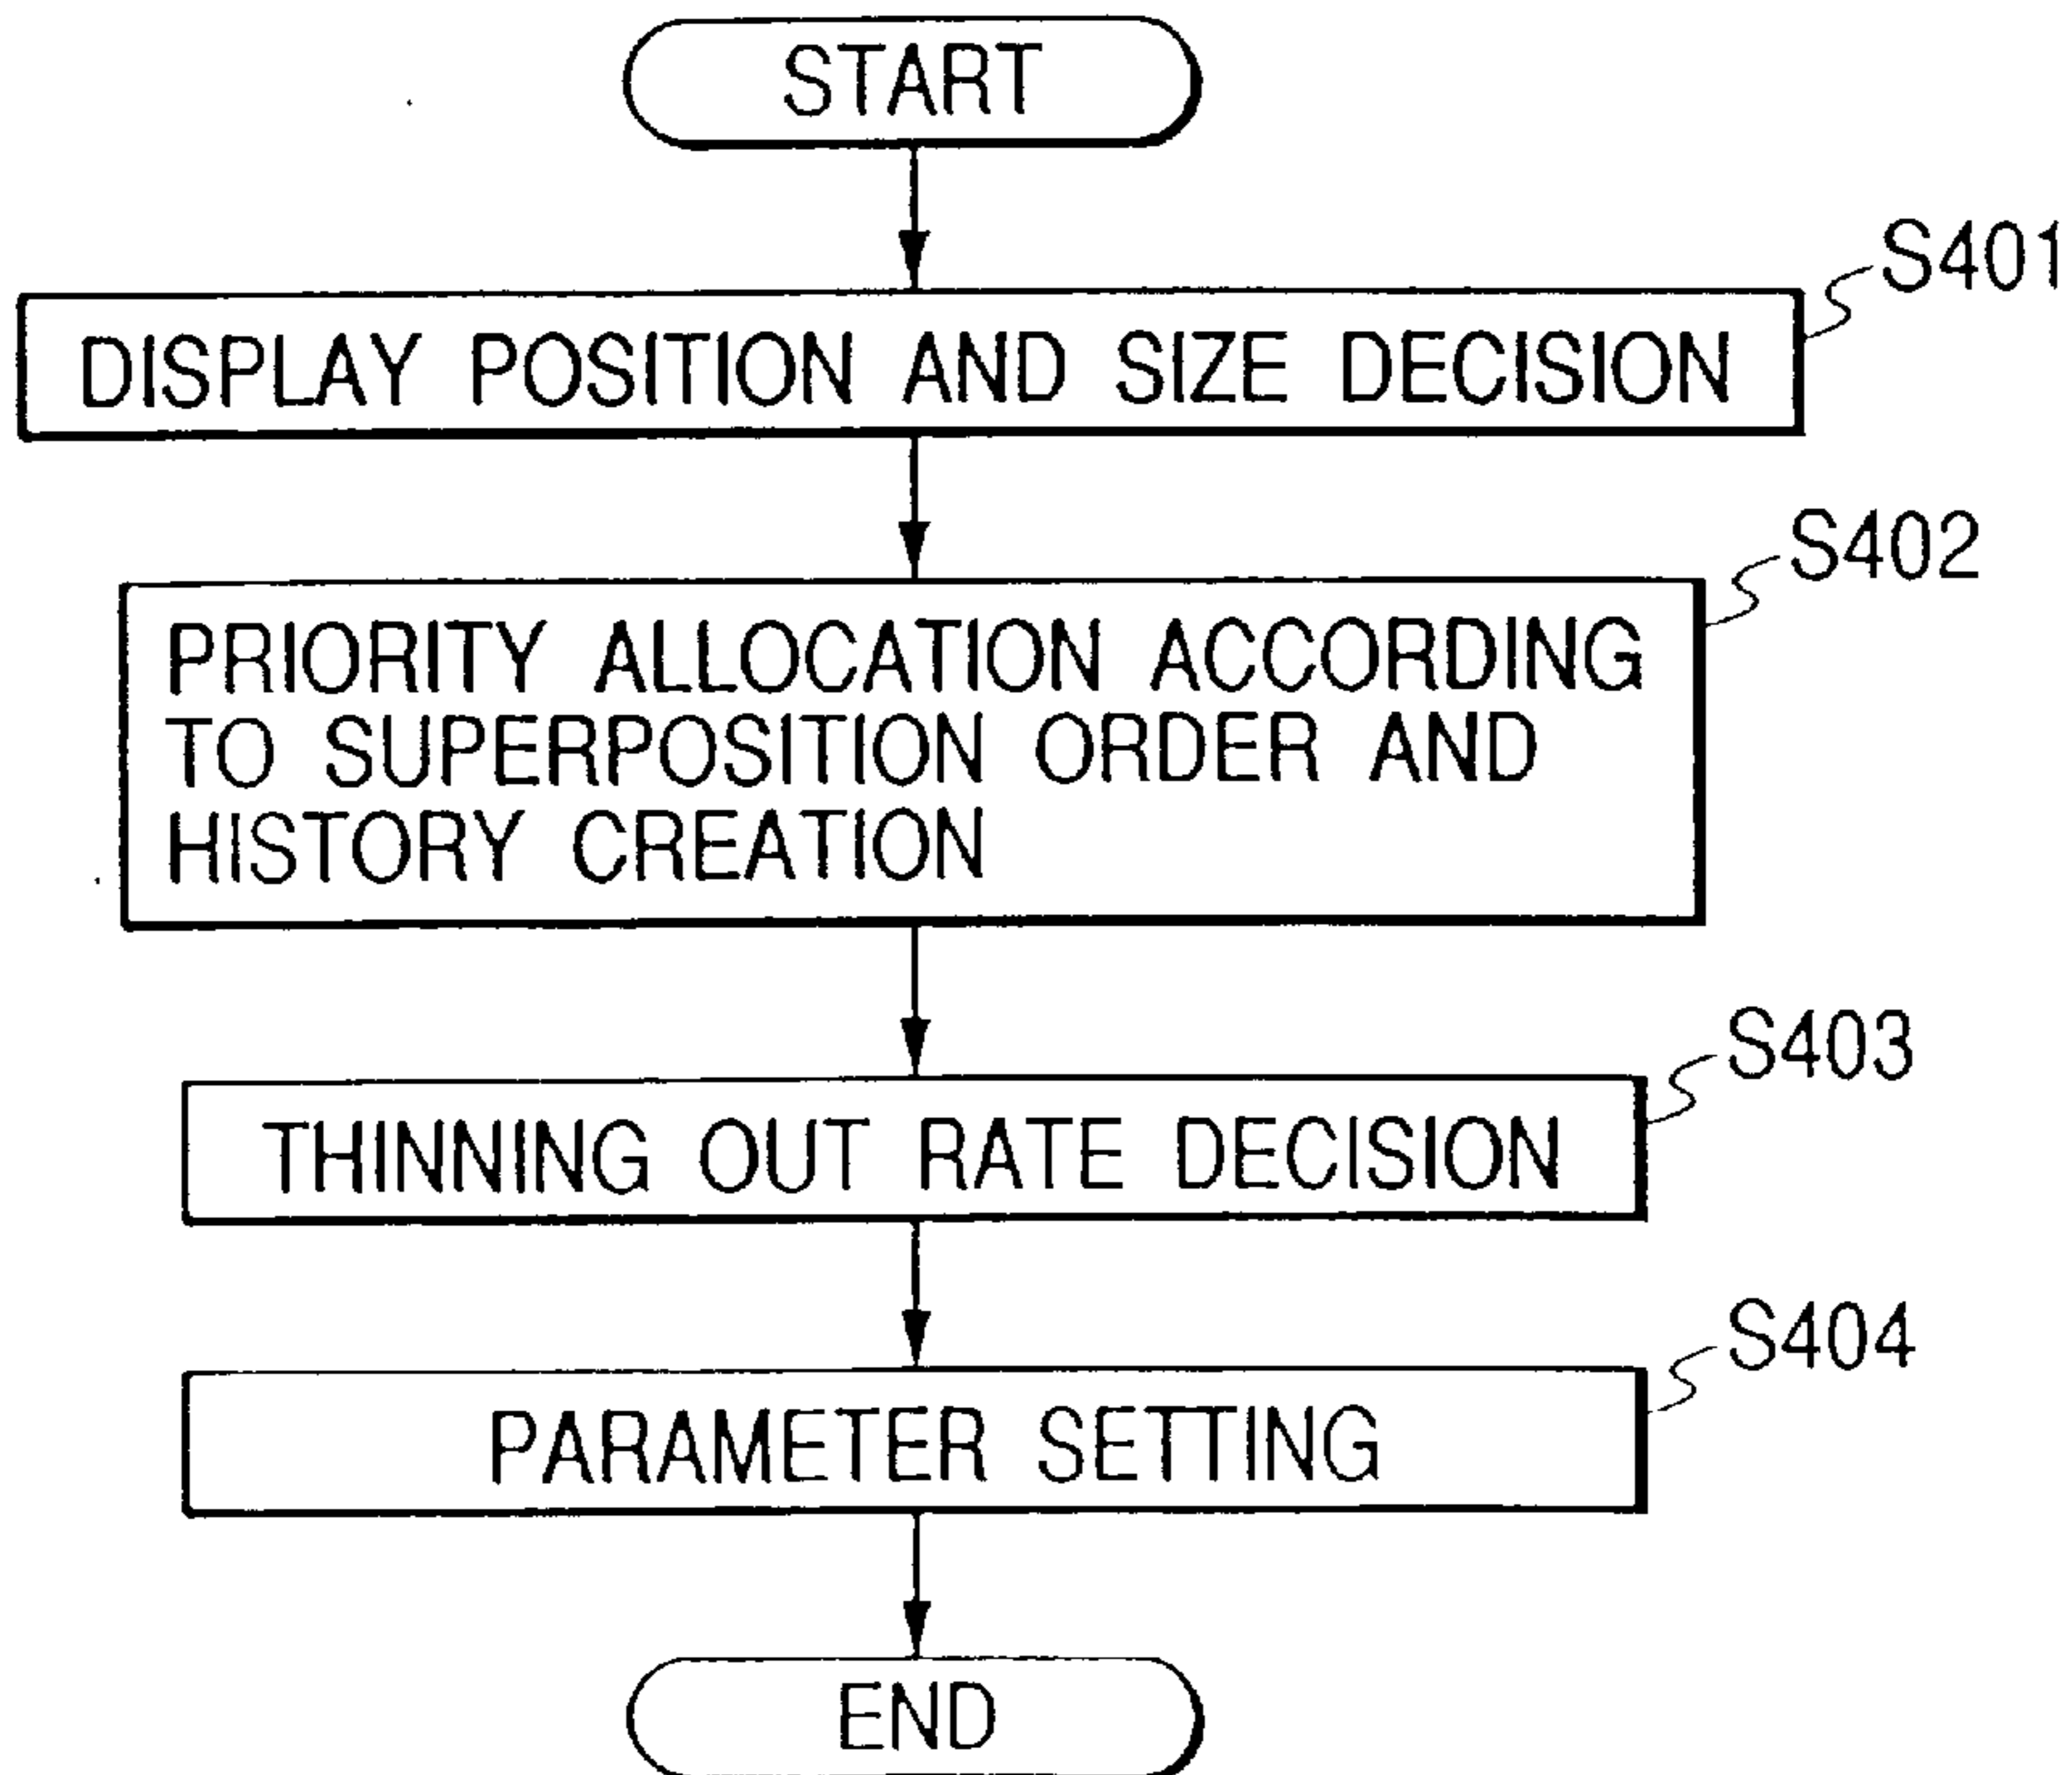 START
S401
DISPLAY POSITION AND SIZE DECISION
S402
PRIORITY ALLOCATION ACCORDING
TO SUPERPOSITION ORDER AND
HISTORY CREATION
S403
THINNING OUT RATE DECISION
S404
PARAMETER SETTING
END